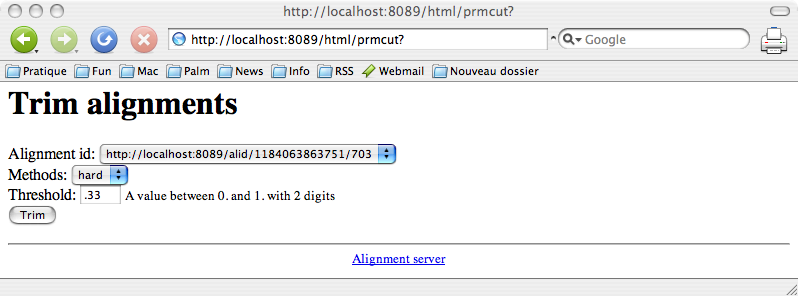 http://localhost:8089/html/prmcut?
http://localhost:8089/html/prmcut? Google
Pratique Fun Mac Palm News Info RSS Webmail Nouveau dossier
Trim alignments
Alignment id: http://localhost:8089/alid/1184063863751/703
Methods: hard
Threshold: .33 A value between 0. and 1. with 2 digits
Trim
Alignment server